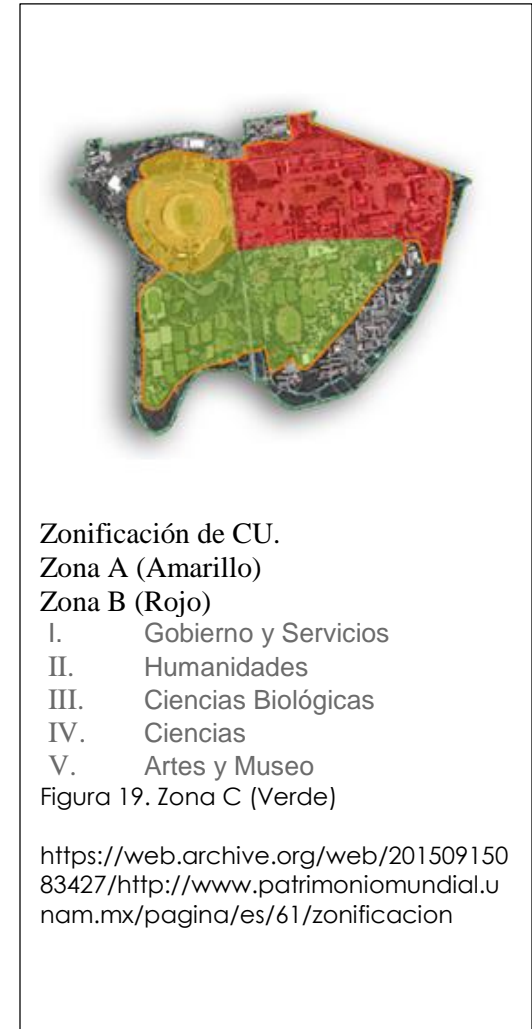 Zonificación de CU.
Zona A (Amarillo)
Zona B (Rojo)
I. Gobierno y Servicios
II. Humanidades
III. Ciencias Biológicas
IV. Ciencias
V. Artes y Museo
Figura 19. Zona C (Verde)
https://web.archive.org/web/201509150
83427/http://www.patrimoniomundial.u
nam.mx/pagina/es/61/zonificacion